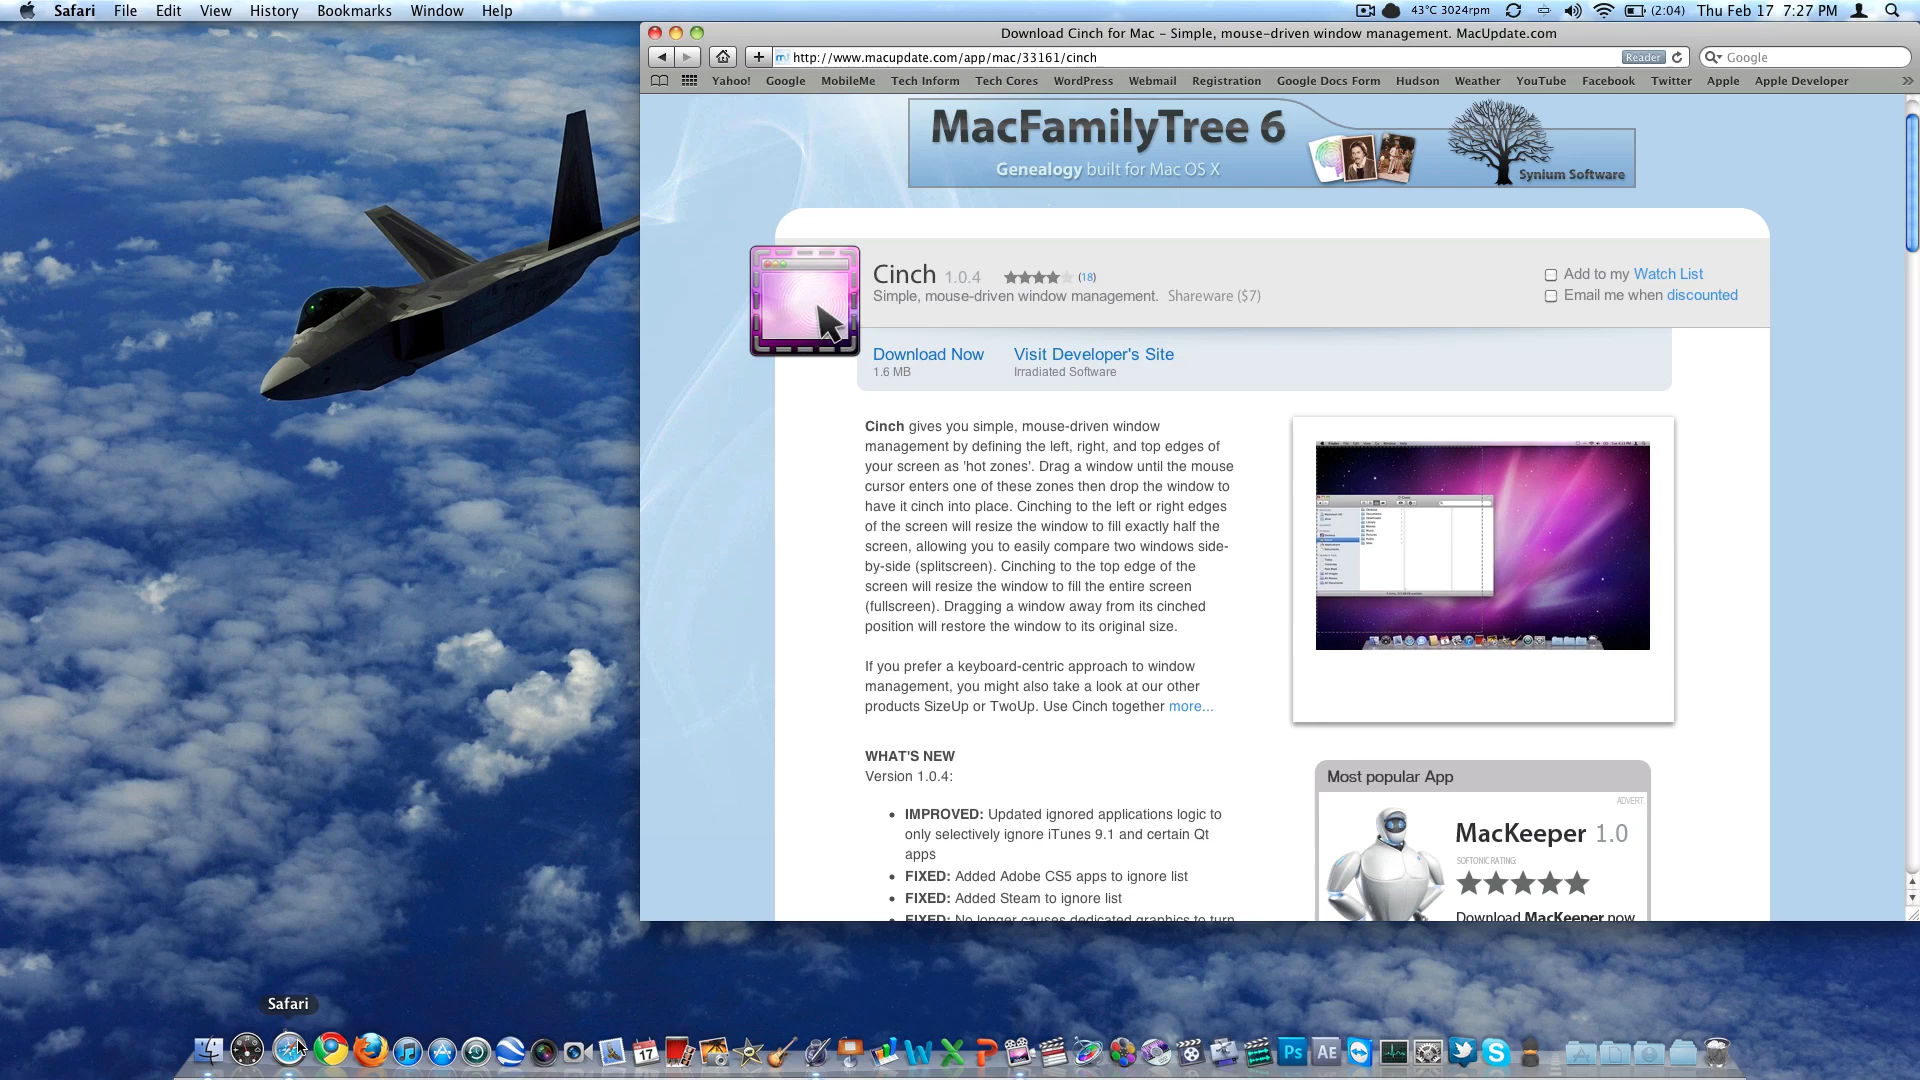 Safari File Edit View History Bookmarks Window Help
43°C 3024rpm (2:04) Thu Feb 17 7:27 PM
Download Cinch for Mac – Simple, mouse-driven window management. MacUpdate.com
http://www.macupdate.com/app/mac/33161/cinch Reader Google
Yahoo! Google MobileMe Tech Inform Tech Cores WordPress Webmail Registration Google Docs Form Hudson Weather YouTube Facebook Twitter Apple Apple Developer
MacFamilyTree 6
Genealogy built for Mac OS X
Synium Software
Cinch 1.0.4 (18)
Simple, mouse-driven window management. Shareware ($7)
Add to my Watch List
Email me when discounted
Download Now
1.6 MB
Visit Developer's Site
Irradiated Software
Cinch gives you simple, mouse-driven window
management by defining the left, right, and top edges of
your screen as 'hot zones'. Drag a window until the mouse
cursor enters one of these zones then drop the window to
have it cinch into place. Cinching to the left or right edges
of the screen will resize the window to fill exactly half the
screen, allowing you to easily compare two windows side-
by-side (splitscreen). Cinching to the top edge of the
screen will resize the window to fill the entire screen
(fullscreen). Dragging a window away from its cinched
position will restore the window to its original size.
If you prefer a keyboard-centric approach to window
management, you might also take a look at our other
products SizeUp or TwoUp. Use Cinch together more...
WHAT'S NEW
Version 1.0.4:
• IMPROVED: Updated ignored applications logic to
only selectively ignore iTunes 9.1 and certain Qt
apps
• FIXED: Added Adobe CS5 apps to ignore list
• FIXED: Added Steam to ignore list
• FIXED: No longer causes dedicated graphics to turn
Most popular App
ADVERT.
MacKeeper 1.0
SOFTONIC RATING:
Download MacKeeper now
Safari
17
Ps
AE